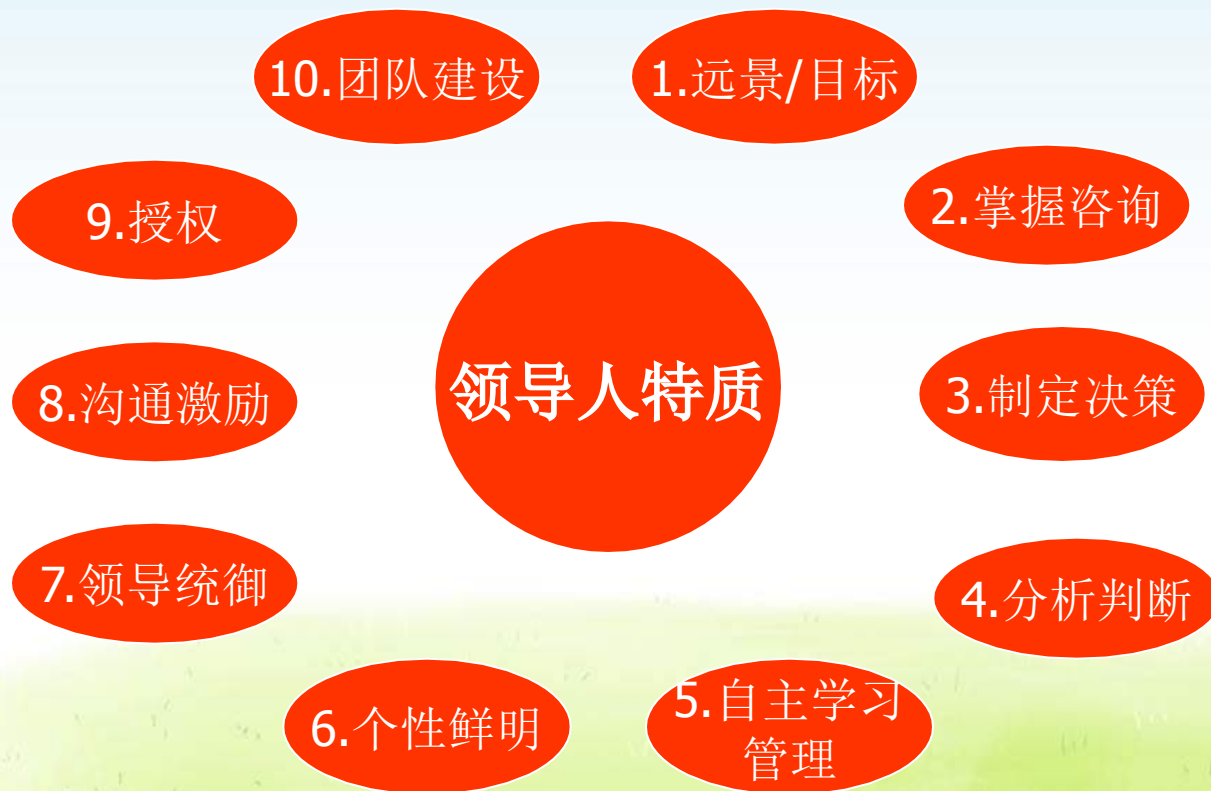 领导人特质
1.远景/目标
2.掌握咨询
3.制定决策
4.分析判断
5.自主学习
管理
6.个性鲜明
7.领导统御
8.沟通激励
9.授权
10.团队建设